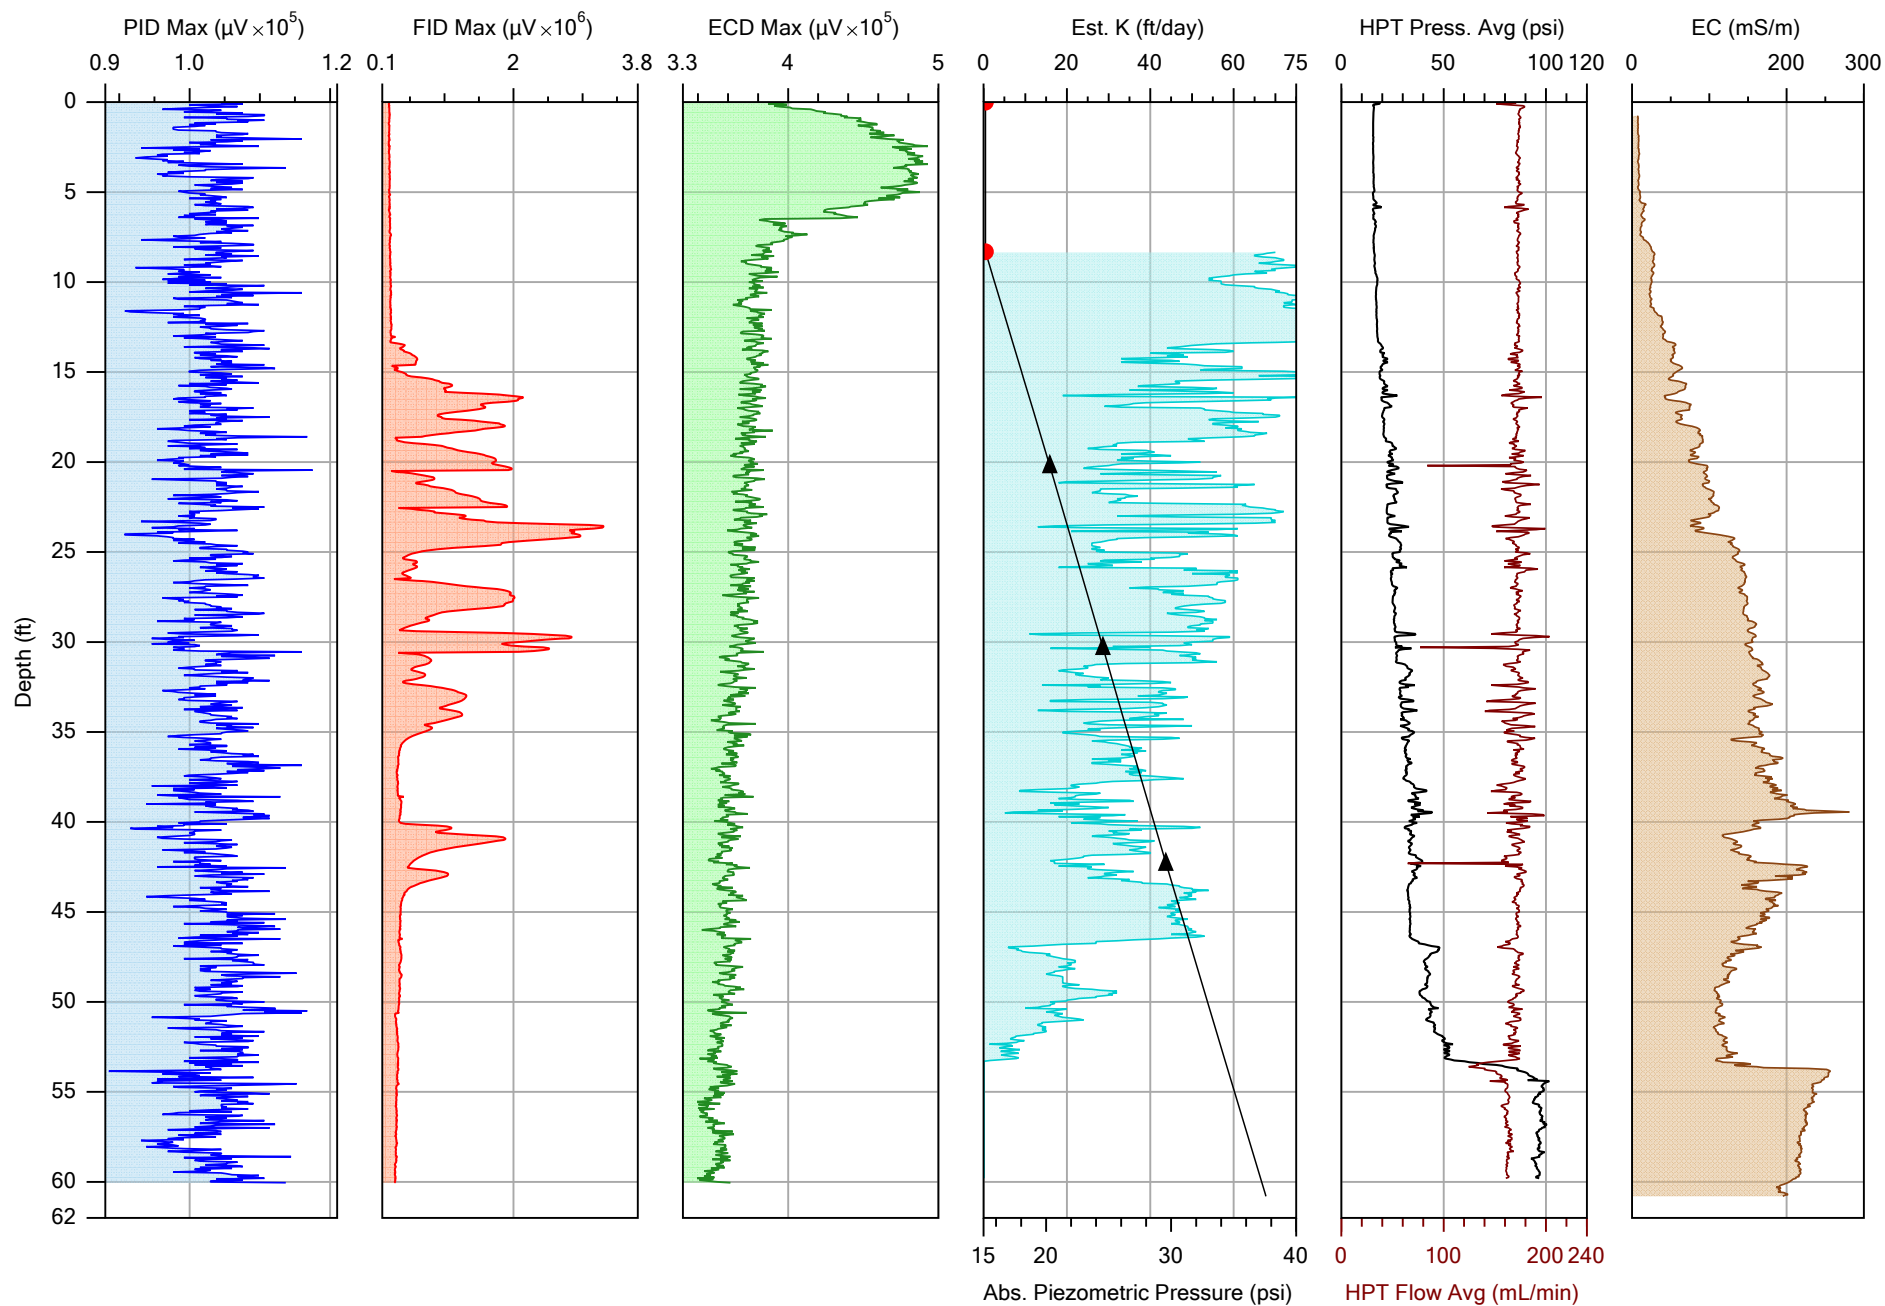 PID Max (µV ×10⁵) FID Max (µV ×10⁶) ECD Max (µV ×10⁵) Est. K (ft/day) HPT Press. Avg (psi) EC (mS/m)
0.9 1.0 1.2 0.1 2 3.8 3.3 4 5 0 20 40 60 75 0 50 100 120 0 200 300
0
5
10
15
20
25
30
Depth (ft)
35
40
45
50
55
60
62
15 20 30 40 0 100 200 240
Abs. Piezometric Pressure (psi) HPT Flow Avg (mL/min)